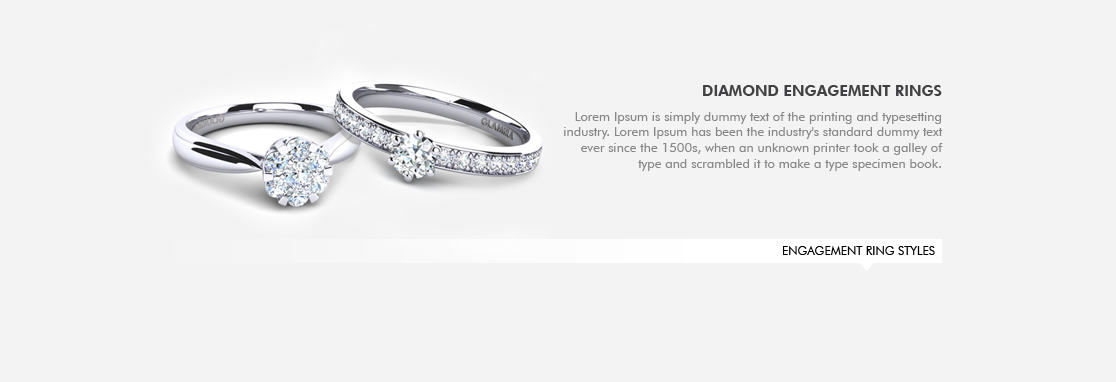 DIAMOND ENGAGEMENT RINGS
Lorem Ipsum is simply dummy text of the printing and typesetting
industry. Lorem Ipsum has been the industry's standard dummy text
ever since the 1500s, when an unknown printer took a galley of
type and scrambled it to make a type specimen book.
ENGAGEMENT RING STYLES